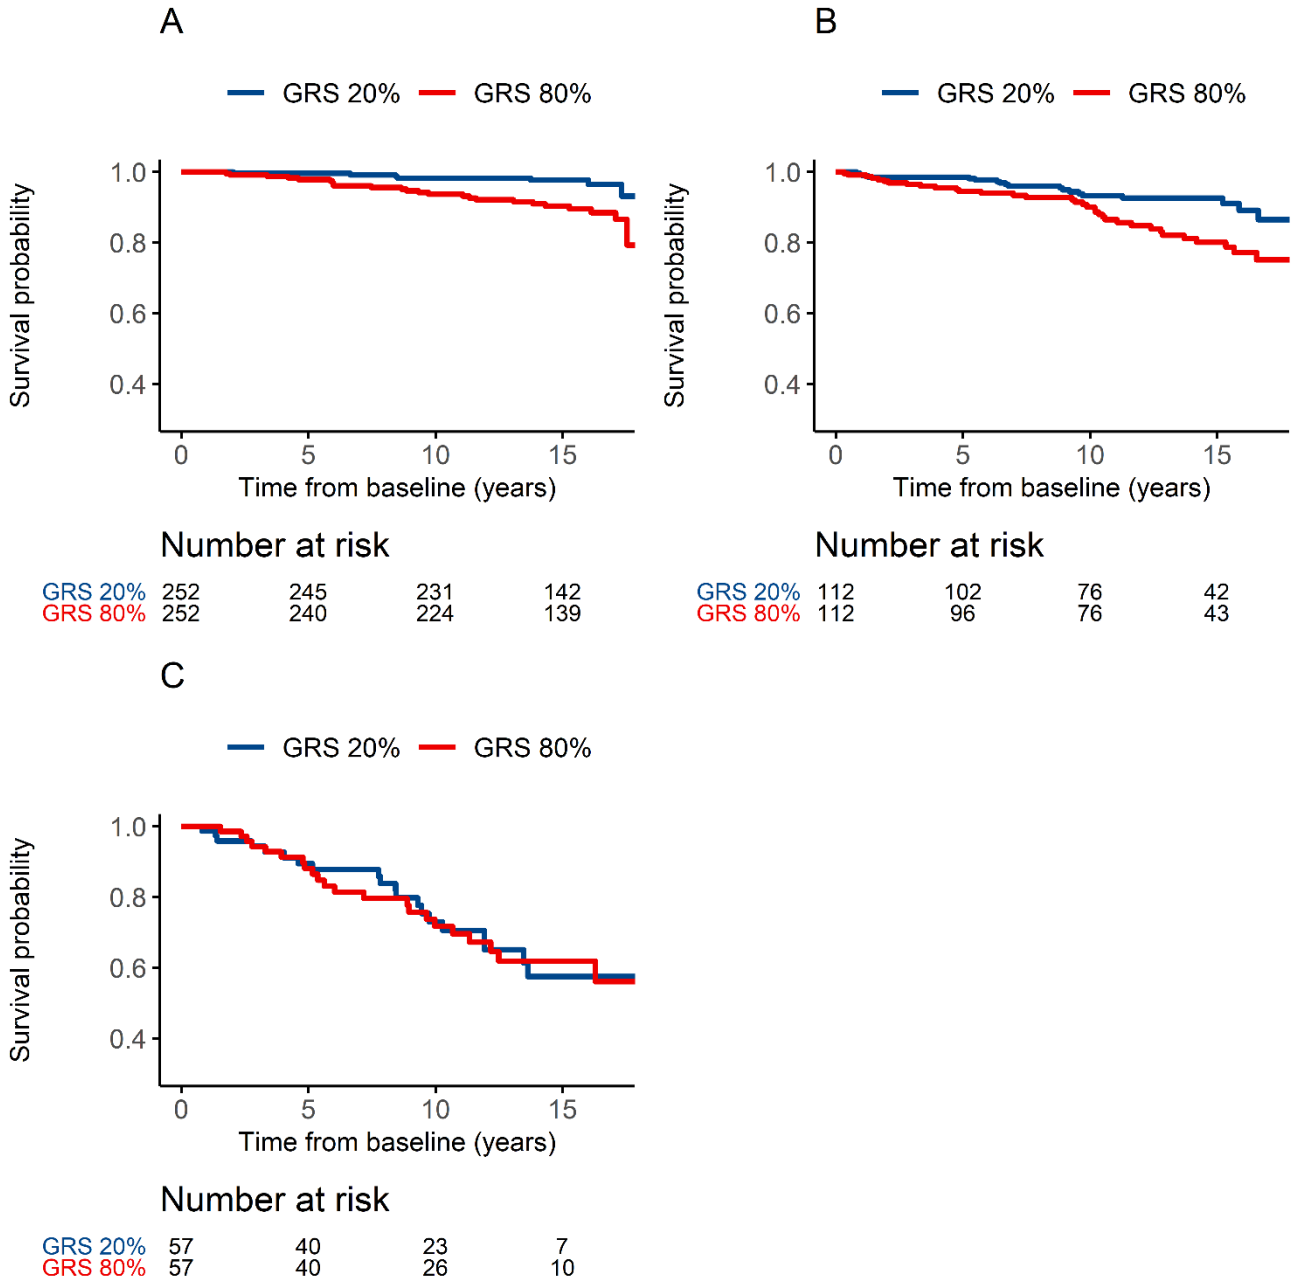 A
GRS 20% GRS 80%
Survival probability
1.0
0.8
0.6
0.4
0 5 10 15
Time from baseline (years)
Number at risk
GRS 20% 252 245 231 142
GRS 80% 252 240 224 139
B
GRS 20% GRS 80%
Survival probability
1.0
0.8
0.6
0.4
0 5 10 15
Time from baseline (years)
Number at risk
GRS 20% 112 102 76 42
GRS 80% 112 96 76 43
C
GRS 20% GRS 80%
Survival probability
1.0
0.8
0.6
0.4
0 5 10 15
Time from baseline (years)
Number at risk
GRS 20% 57 40 23 7
GRS 80% 57 40 26 10